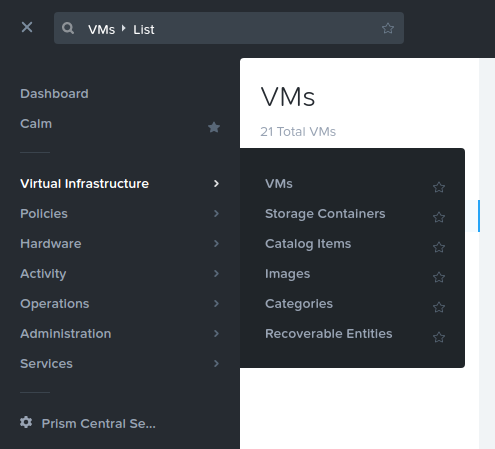 VMs › List
Dashboard
Calm
VMs
21 Total VMs
Virtual Infrastructure
Policies
Hardware
Activity
Operations
Administration
Services
VMs
Storage Containers
Catalog Items
Images
Categories
Recoverable Entities
Prism Central Se...